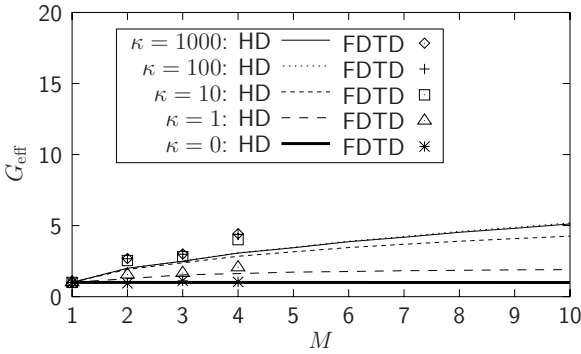 20
15
10
5
0
G_eff
κ = 1000: HD FDTD
κ = 100: HD FDTD
κ = 10: HD FDTD
κ = 1: HD FDTD
κ = 0: HD FDTD
1 2 3 4 5 6 7 8 9 10
M